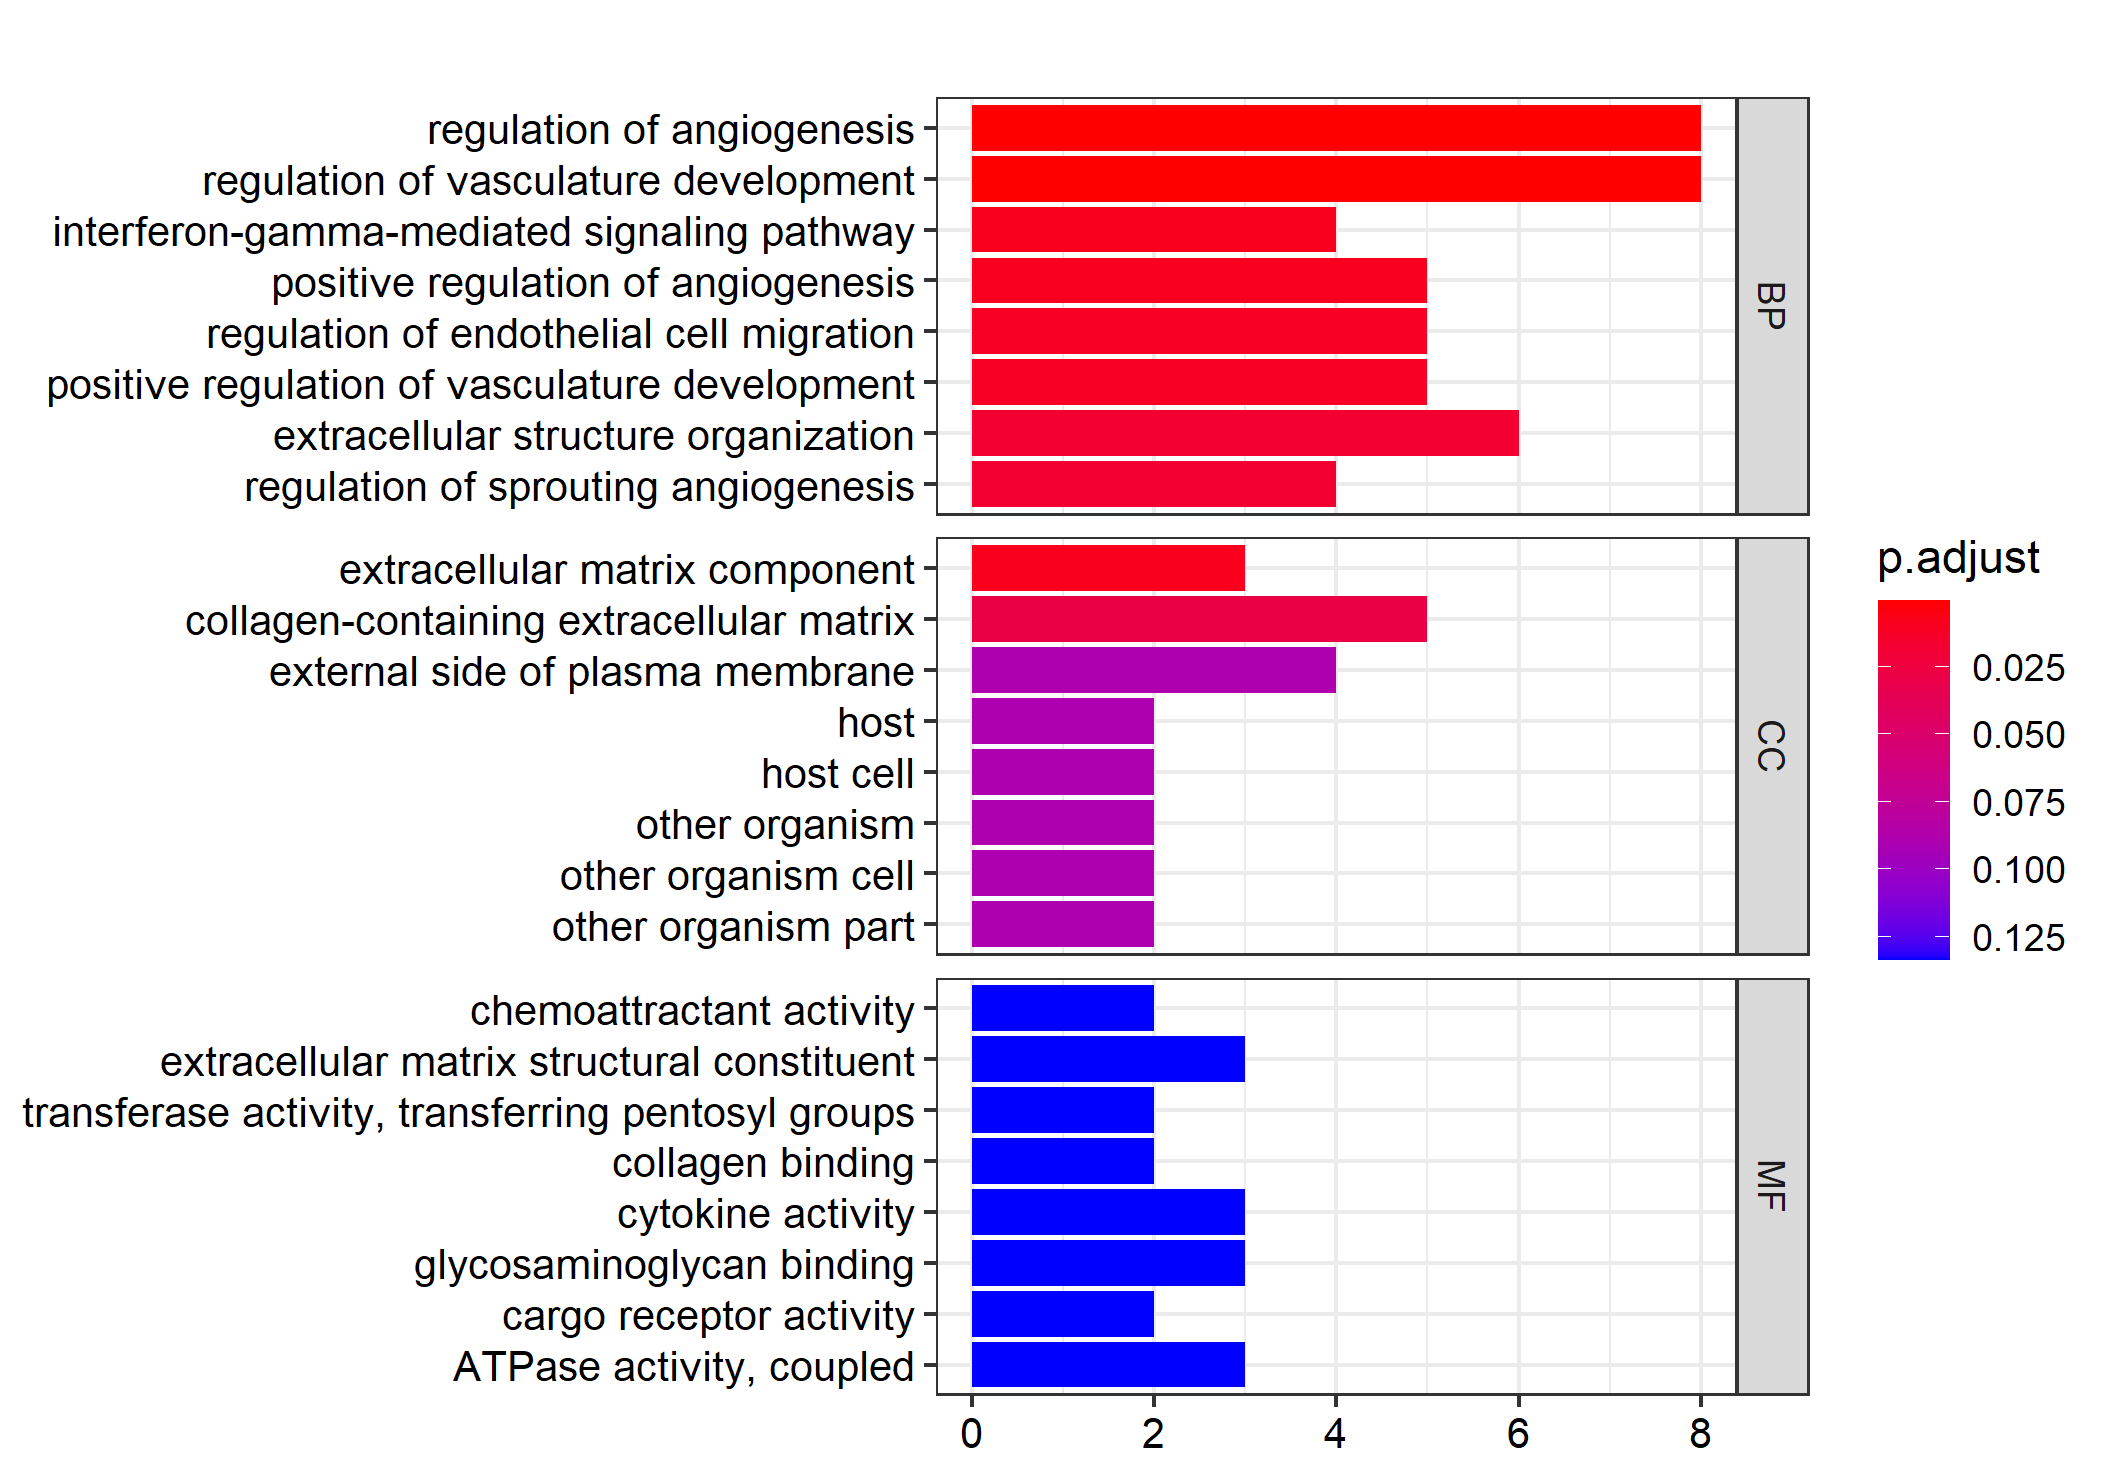 regulation of angiogenesis
regulation of vasculature development
interferon-gamma-mediated signaling pathway
positive regulation of angiogenesis
regulation of endothelial cell migration
positive regulation of vasculature development
extracellular structure organization
regulation of sprouting angiogenesis
BP
extracellular matrix component
collagen-containing extracellular matrix
external side of plasma membrane
host
host cell
other organism
other organism cell
other organism part
CC
chemoattractant activity
extracellular matrix structural constituent
transferase activity, transferring pentosyl groups
collagen binding
cytokine activity
glycosaminoglycan binding
cargo receptor activity
ATPase activity, coupled
MF
0 2 4 6 8
p.adjust
0.025
0.050
0.075
0.100
0.125